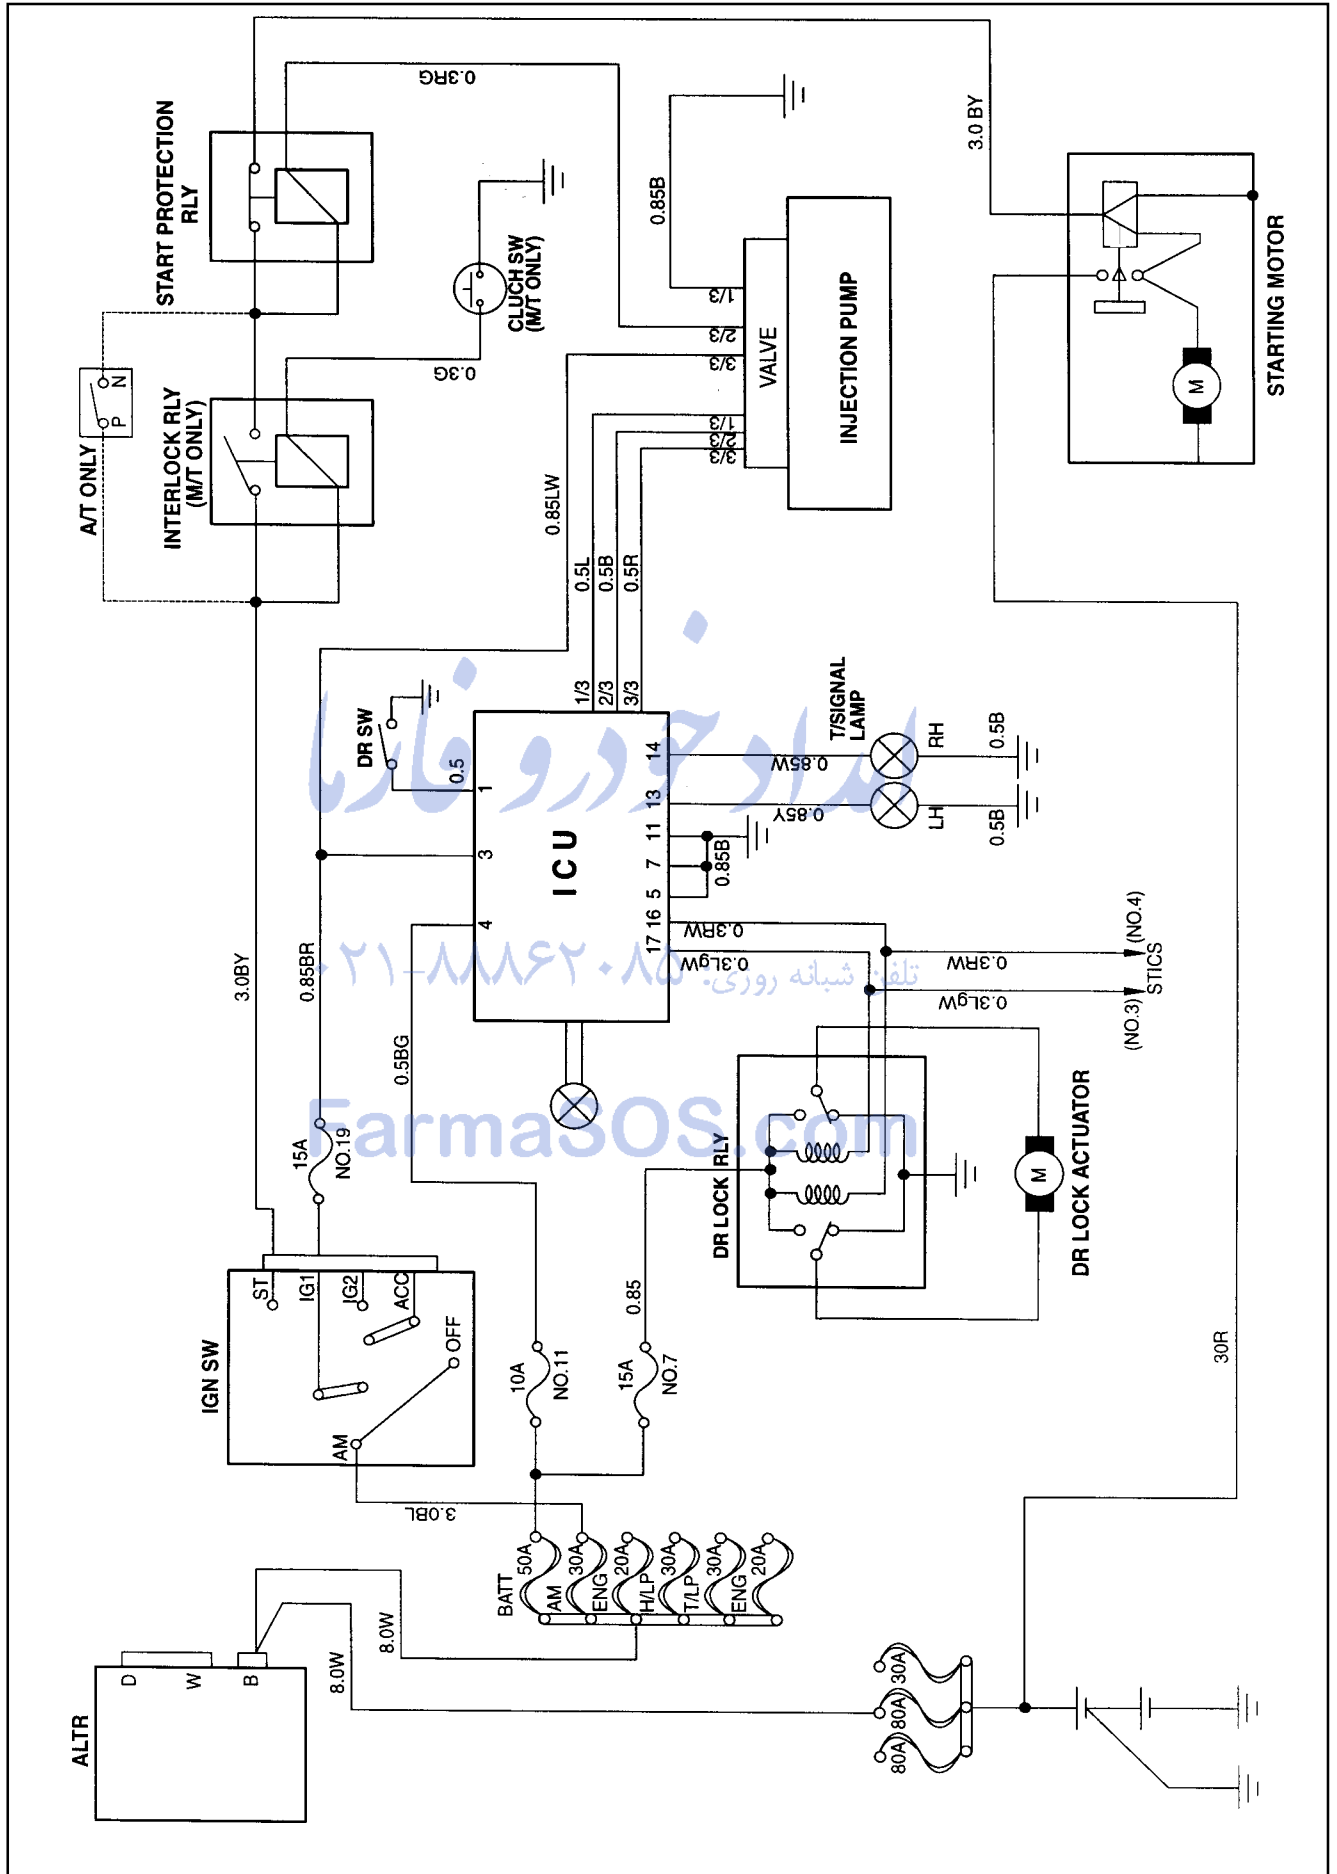 START PROTECTION
RLY
0.3RG
0.85B
3.0 BY
CLUCH SW
(M/T ONLY)
0.3G
A/T ONLY
P N
INTERLOCK RLY
(M/T ONLY)
1/3
2/3
3/3
1/3
2/3
3/3
VALVE
INJECTION PUMP
M
STARTING MOTOR
0.85LW
0.5L
0.5B
0.5R
1/3
2/3
3/3
DR SW
0.5
T/SIGNAL
LAMP
RH
LH
0.85W
0.85Y
0.5B
0.5B
امداد خودرو فارما
ICU
1
3
4
14
13
11
7
5
16
17
0.85B
0.3RW
0.3LgW
0.3RW
0.3LgW
(NO.4)
(NO.3)
STICS
تلفن شبانه روزی: ۰۲۱-۸۸۸۶۲۰۸۵
3.0BY
0.85BR
0.5BG
FarmaSOS.com
15A
NO.19
DR LOCK RLY
M
DR LOCK ACTUATOR
IGN SW
ST
IG1
IG2
ACC
OFF
AM
10A
NO.11
15A
NO.7
0.85
30R
3.0BL
BATT
50A
AM
30A
ENG
20A
H/LP
30A
T/LP
30A
ENG
20A
8.0W
8.0W
ALTR
D
W
B
80A
80A
30A